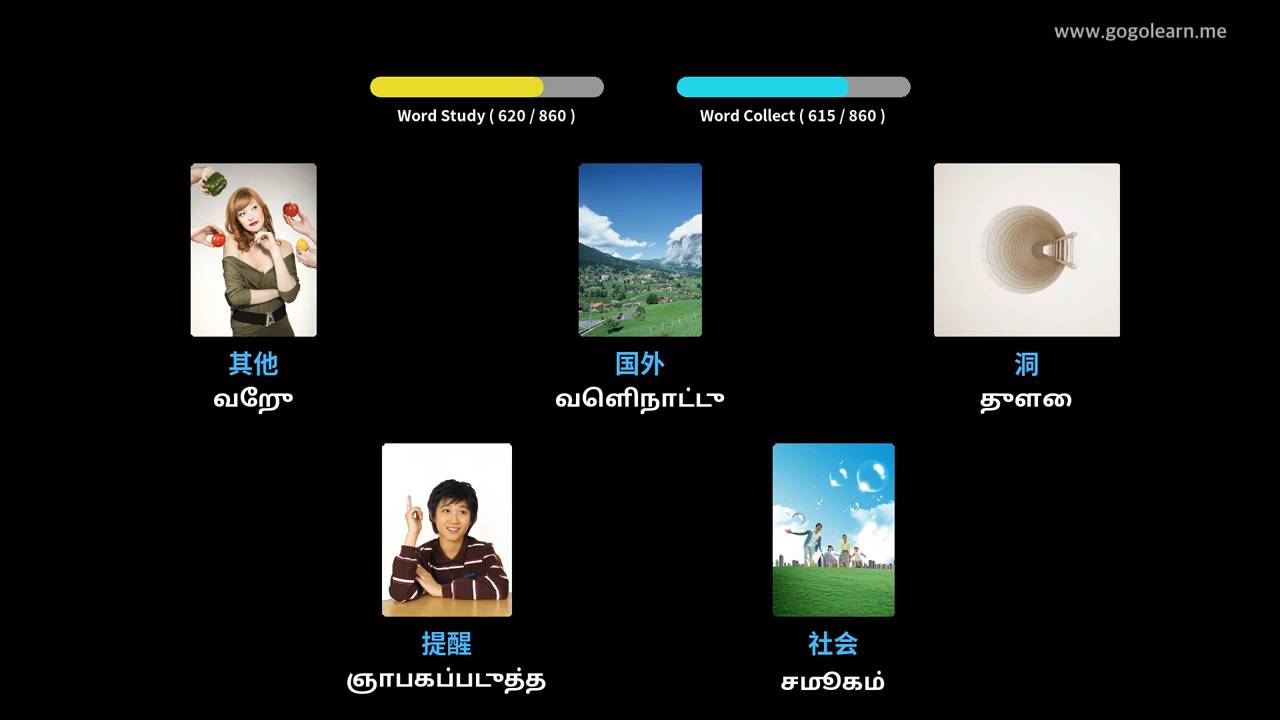 www.gogolearn.me
Word Study ( 620 / 860 )
Word Collect ( 615 / 860 )
其他
வேறு
国外
வெளிநாட்டு
洞
துளை
提醒
ஞாபகப்படுத்த
社会
சமூகம்